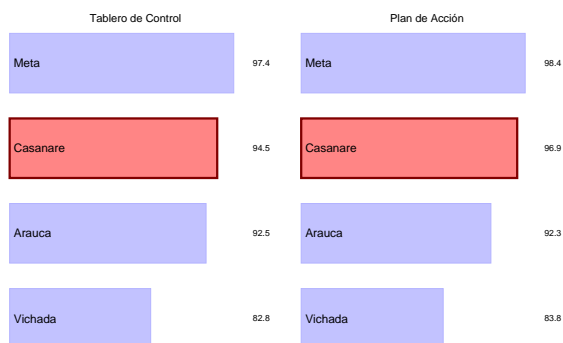 Tablero de Control
Meta 97.4
Casanare 94.5
Arauca 92.5
Vichada 82.8
Plan de Acción
Meta 98.4
Casanare 96.9
Arauca 92.3
Vichada 83.8